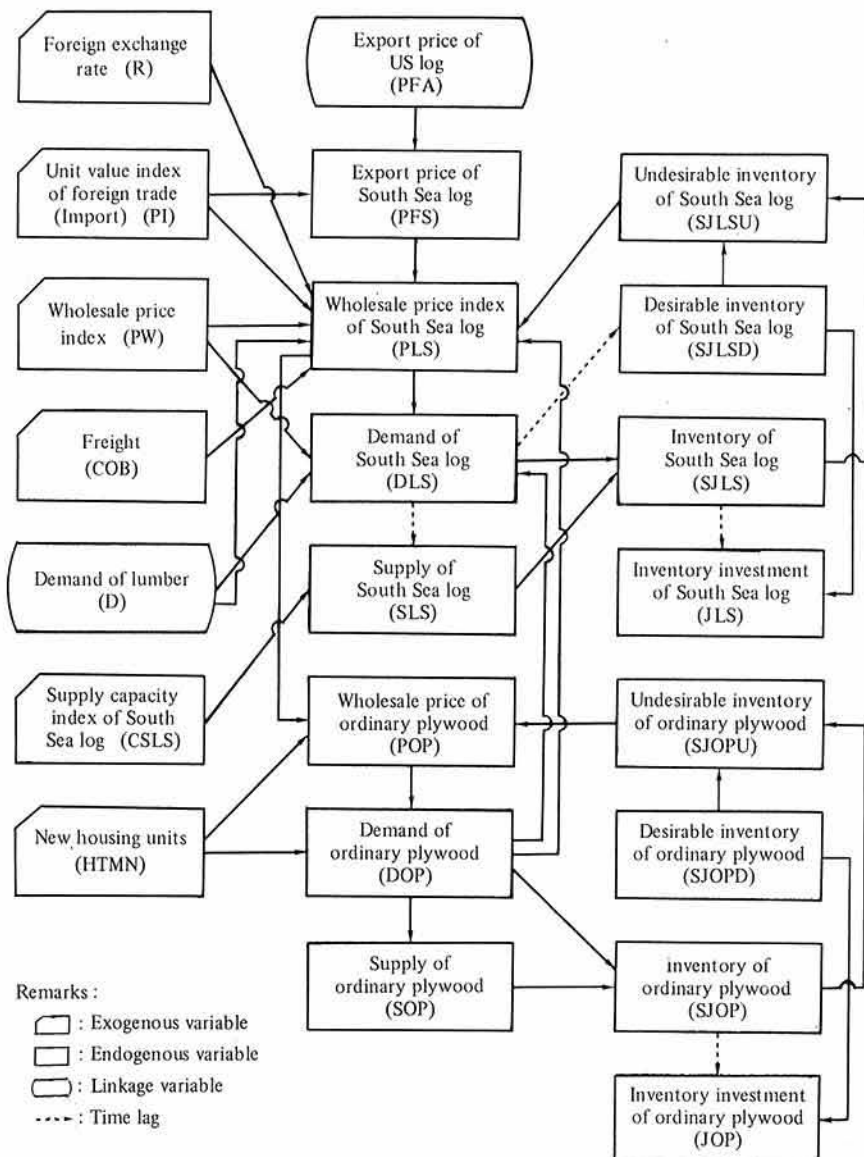 Foreign exchange
rate (R)
Export price of
US log
(PFA)
Unit value index
of foreign trade
(Import) (PI)
Export price of
South Sea log
(PFS)
Undesirable inventory
of South Sea log
(SJLSU)
Wholesale price
index (PW)
Wholesale price index
of South Sea log
(PLS)
Desirable inventory
of South Sea log
(SJLSD)
Freight
(COB)
Demand of
South Sea log
(DLS)
Inventory of
South Sea log
(SJLS)
Demand of lumber
(D)
Supply of
South Sea log
(SLS)
Inventory investment
of South Sea log
(JLS)
Supply capacity
index of South
Sea log (CSLS)
Wholesale price of
ordinary plywood
(POP)
Undesirable inventory
of ordinary plywood
(SJOPU)
New housing units
(HTMN)
Demand of
ordinary plywood
(DOP)
Desirable inventory
of ordinary plywood
(SJOPD)
Supply of
ordinary plywood
(SOP)
inventory of
ordinary plywood
(SJOP)
Inventory investment
of ordinary plywood
(JOP)
Remarks :
: Exogenous variable
: Endogenous variable
: Linkage variable
: Time lag